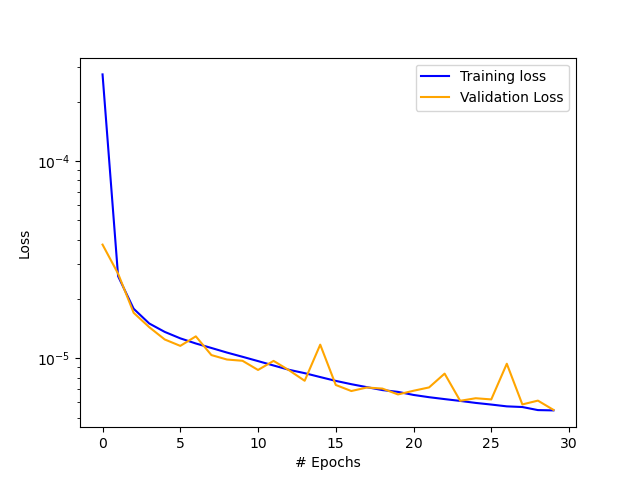 Training loss
Validation Loss
10⁻⁴
10⁻⁵
Loss
0 5 10 15 20 25 30
# Epochs